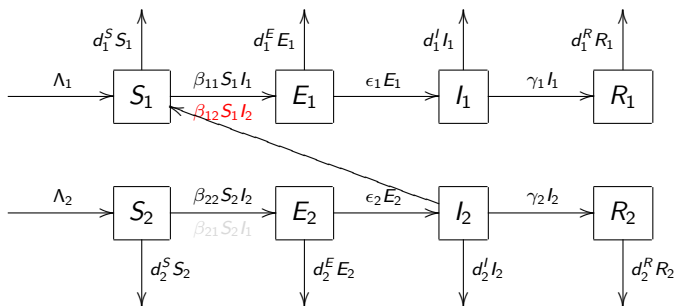 d_1^S S_1 d_1^E E_1 d_1^I I_1 d_1^R R_1
Λ_1 S_1 β_11 S_1 I_1 E_1 ϵ_1 E_1 I_1 γ_1 I_1 R_1
β_12 S_1 I_2
Λ_2 S_2 β_22 S_2 I_2 E_2 ϵ_2 E_2 I_2 γ_2 I_2 R_2
β_21 S_2 I_1
d_2^S S_2 d_2^E E_2 d_2^I I_2 d_2^R R_2